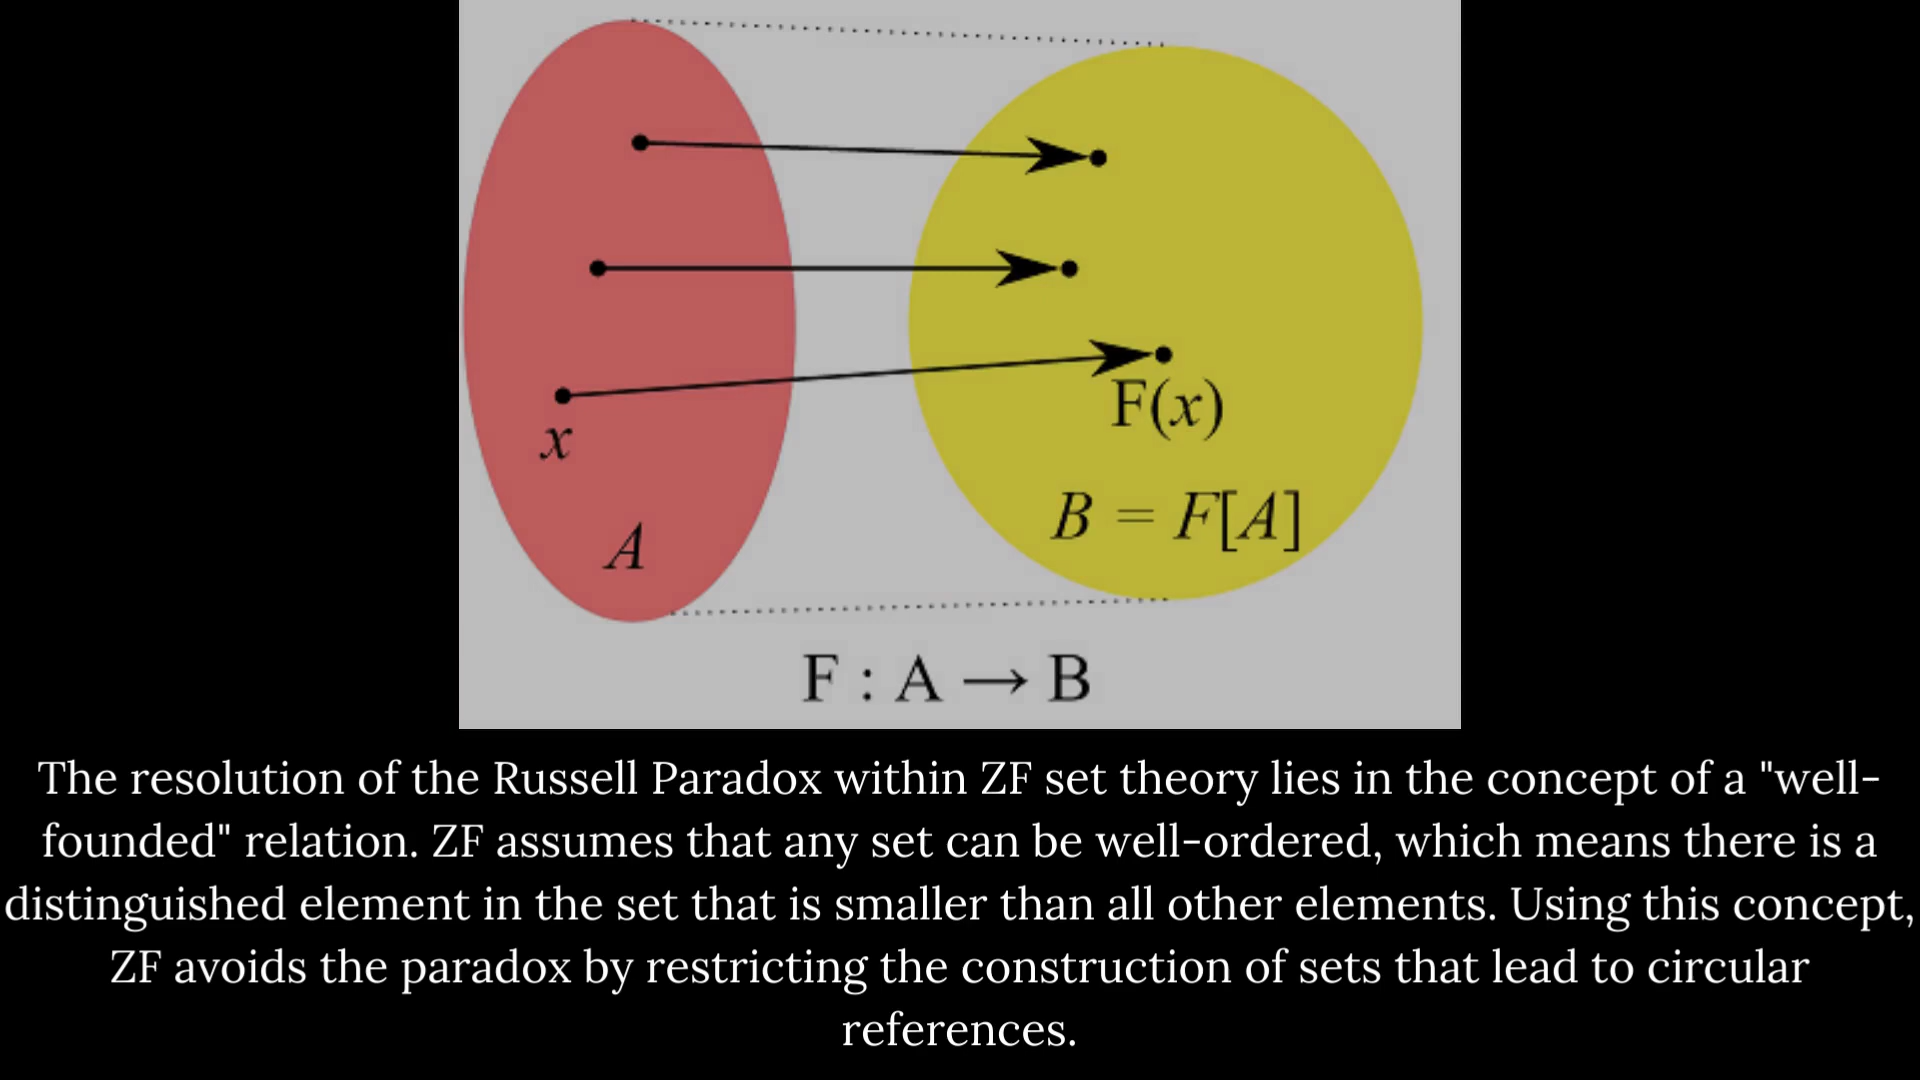 x
F(x)
B = F[A]
A
F : A → B
The resolution of the Russell Paradox within ZF set theory lies in the concept of a "well-
founded" relation. ZF assumes that any set can be well-ordered, which means there is a
distinguished element in the set that is smaller than all other elements. Using this concept,
ZF avoids the paradox by restricting the construction of sets that lead to circular
references.